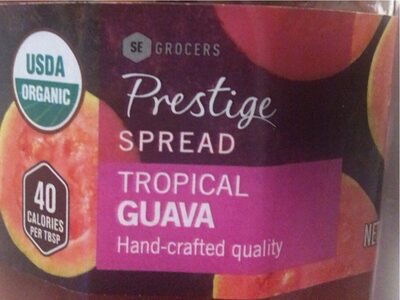 SE GROCERS
USDA
ORGANIC
Prestige
SPREAD
TROPICAL
GUAVA
Hand-crafted quality
40
CALORIES
PER TBSP